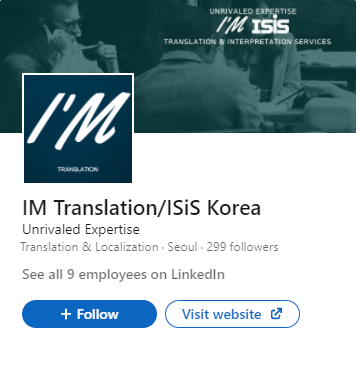 UNRIVALED EXPERTISE
I'M ISiS
TRANSLATION & INTERPRETATION SERVICES
I'M
TRANSLATION
IM Translation/ISiS Korea
Unrivaled Expertise
Translation & Localization · Seoul · 299 followers
See all 9 employees on LinkedIn
+ Follow
Visit website